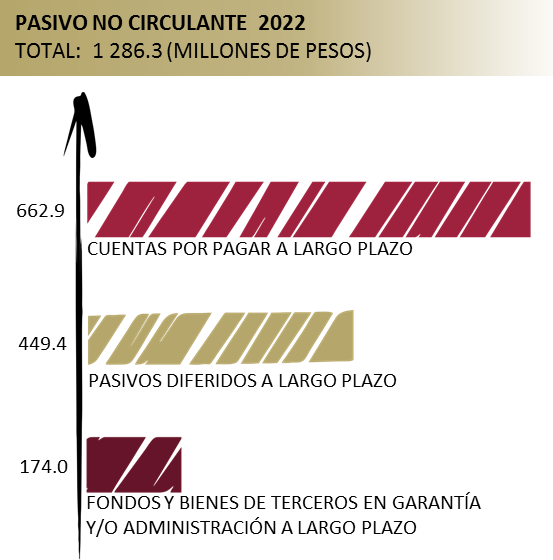 PASIVO NO CIRCULANTE 2022
TOTAL: 1 286.3 (MILLONES DE PESOS)
662.9
CUENTAS POR PAGAR A LARGO PLAZO
449.4
PASIVOS DIFERIDOS A LARGO PLAZO
174.0
FONDOS Y BIENES DE TERCEROS EN GARANTÍA
Y/O ADMINISTRACIÓN A LARGO PLAZO